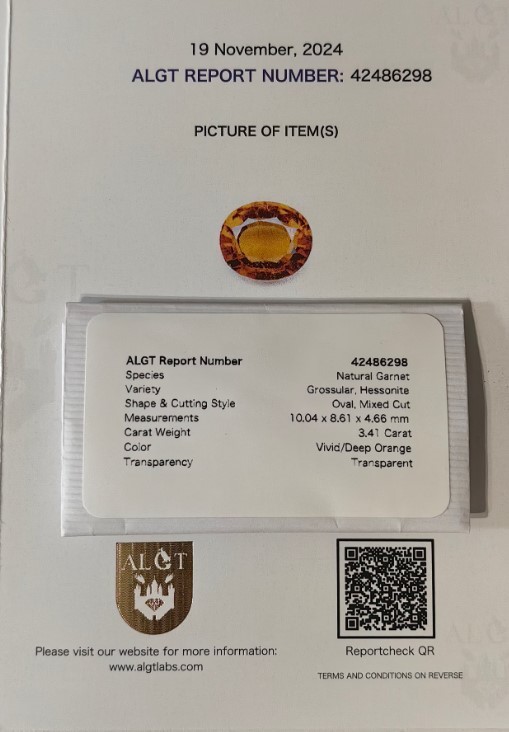 19 November, 2024
ALGT REPORT NUMBER: 42486298
PICTURE OF ITEM(S)
ALGT Report Number 42486298
Species Natural Garnet
Variety Grossular, Hessonite
Shape & Cutting Style Oval, Mixed Cut
Measurements 10.04 x 8.61 x 4.66 mm
Carat Weight 3.41 Carat
Color Vivid/Deep Orange
Transparency Transparent
ALGT
Please visit our website for more information:
www.algtlabs.com
Reportcheck QR
TERMS AND CONDITIONS ON REVERSE